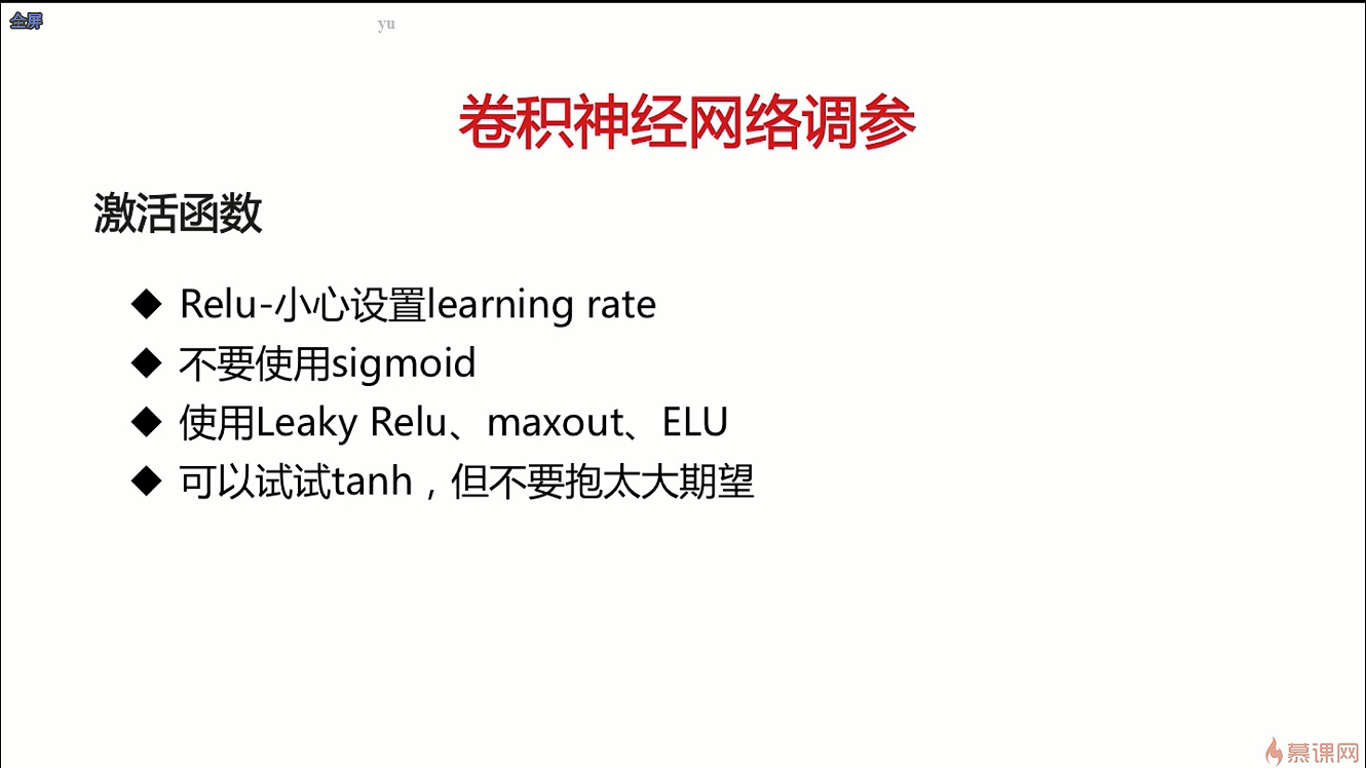 全屏
yu
卷积神经网络调参
激活函数
◆ Relu-小心设置learning rate
◆ 不要使用sigmoid
◆ 使用Leaky Relu、maxout、ELU
◆ 可以试试tanh，但不要抱太大期望
慕课网